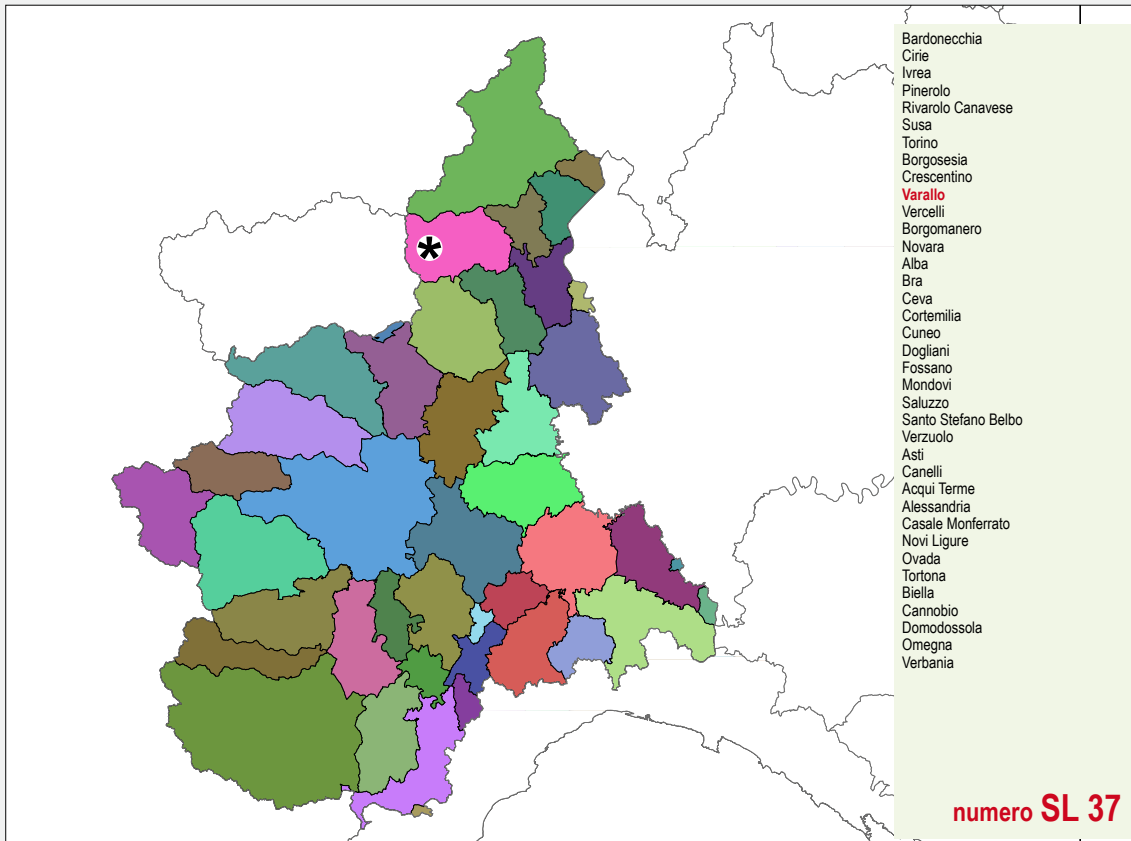 Bardonecchia
Cirie
Ivrea
Pinerolo
Rivarolo Canavese
Susa
Torino
Borgosesia
Crescentino
Varallo
Vercelli
Borgomanero
Novara
Alba
Bra
Ceva
Cortemilia
Cuneo
Dogliani
Fossano
Mondovi
Saluzzo
Santo Stefano Belbo
Verzuolo
Asti
Canelli
Acqui Terme
Alessandria
Casale Monferrato
Novi Ligure
Ovada
Tortona
Biella
Cannobio
Domodossola
Omegna
Verbania
*
numero SL 37